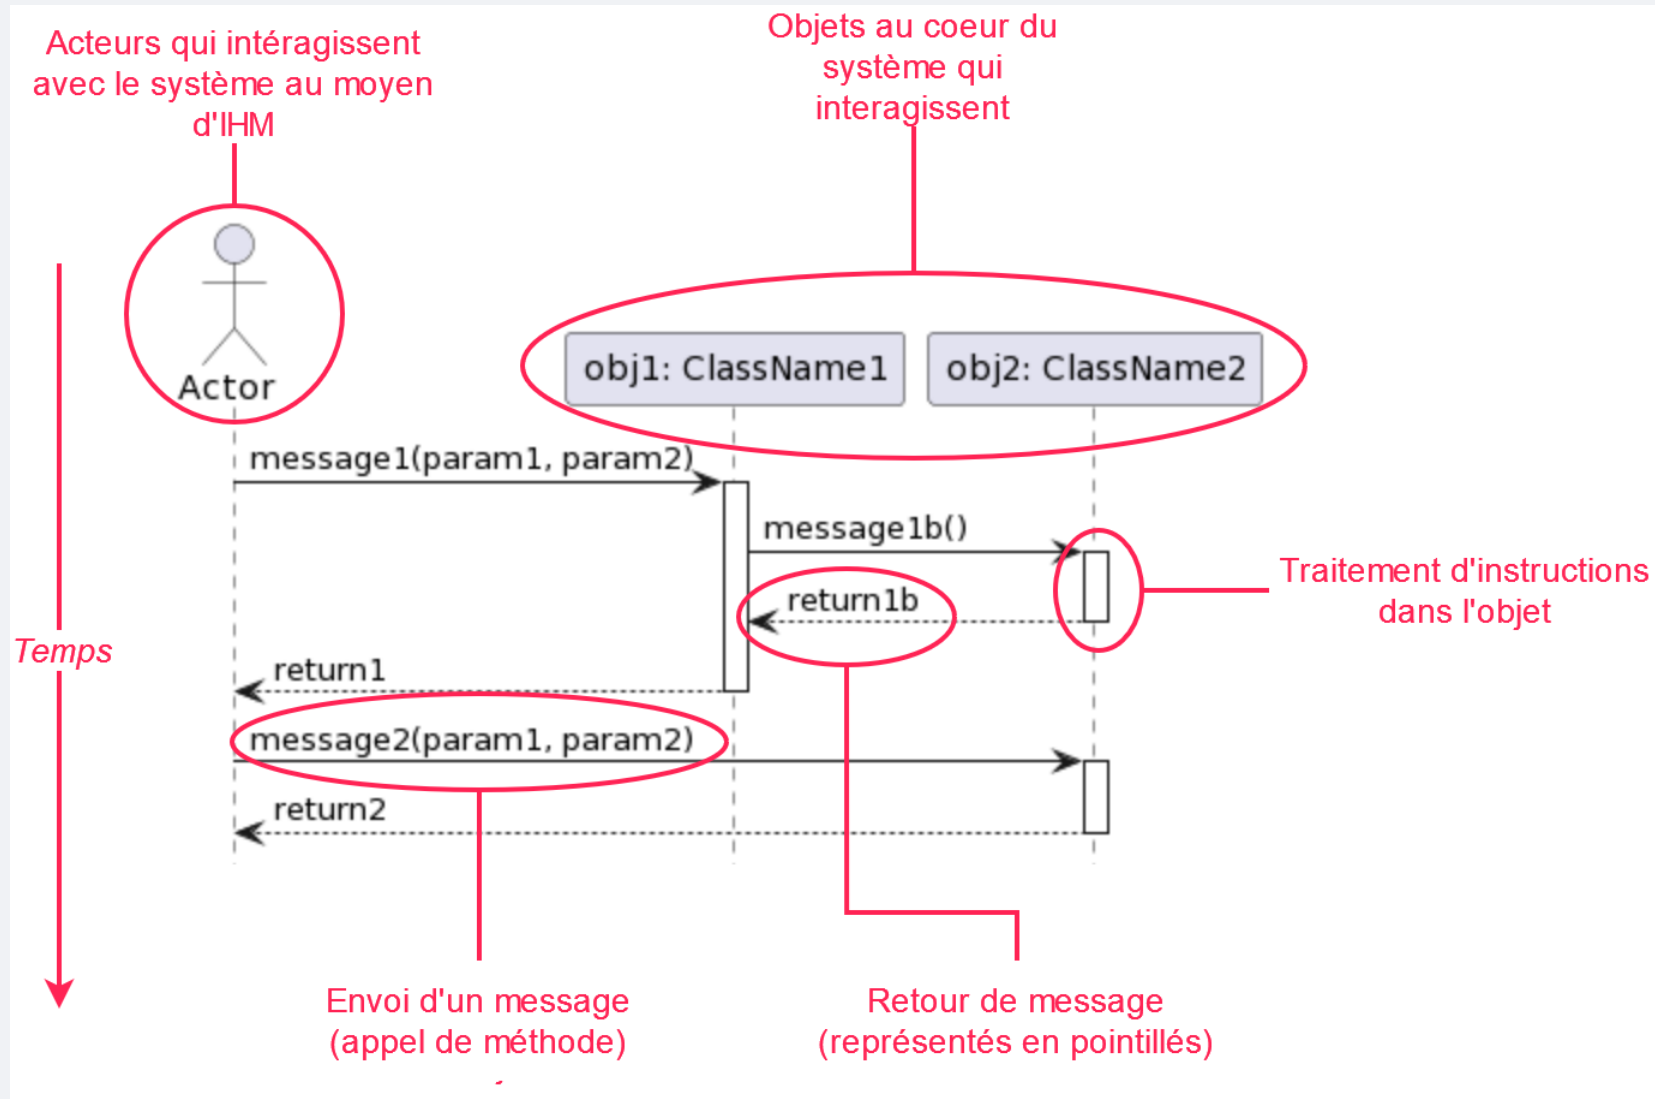 Acteurs qui intéragissent
avec le système au moyen
d'IHM
Objets au coeur du
système qui
interagissent
Actor
obj1: ClassName1
obj2: ClassName2
message1(param1, param2)
message1b()
Traitement d'instructions
dans l'objet
return1b
Temps
return1
message2(param1, param2)
return2
Envoi d'un message
(appel de méthode)
Retour de message
(représentés en pointillés)